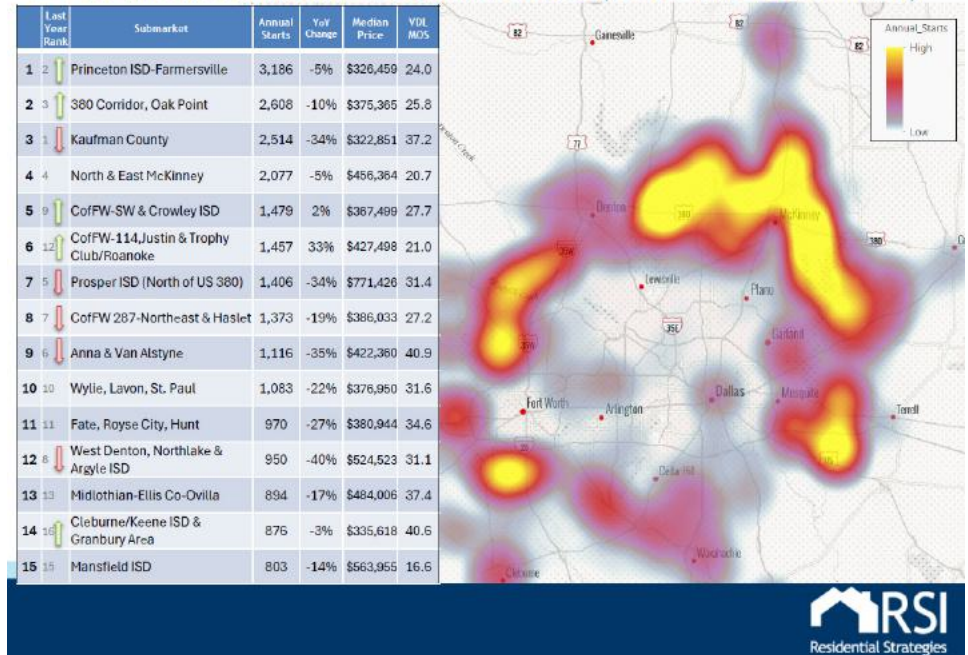 Last Year Rank Submarket Annual Starts YoY Change Median Price VDL MOS
1 2 Princeton ISD-Farmersville 3,186 -5% $326,459 24.0
2 3 380 Corridor, Oak Point 2,608 -10% $375,365 25.8
3 1 Kaufman County 2,514 -34% $322,851 37.2
4 4 North & East McKinney 2,077 -5% $466,364 20.7
5 9 CofFW-SW & Crowley ISD 1,479 2% $367,499 27.7
6 12 CofFW-114,Justin & Trophy
Club/Roanoke 1,457 33% $427,498 21.0
7 5 Prosper ISD (North of US 380) 1,406 -34% $771,426 31.4
8 7 CofFW 287-Northeast & Haslet 1,373 -19% $386,033 27.2
9 6 Anna & Van Alstyne 1,116 -35% $422,360 40.9
10 10 Wylie, Lavon, St. Paul 1,083 -22% $376,950 31.6
11 11 Fate, Royse City, Hunt 970 -27% $380,944 34.6
12 8 West Denton, Northlake &
Argyle ISD 950 -40% $524,523 31.1
13 13 Midlothian-Ellis Co-Ovilla 894 -17% $484,006 37.4
14 16 Cleburne/Keene ISD &
Granbury Area 876 -3% $335,618 40.6
15 15 Mansfield ISD 803 -14% $563,955 16.6
Annual_Starts
High
Low
82
Gainesville
82
82
77
Denton
380
McKinney
380
35W
Lewisville
Plano
35E
Garland
35W
Fort Worth
Arlington
Dallas
Mesquite
Terrell
Cedar Hill
Waxahachie
Cleburne
RSI
Residential Strategies